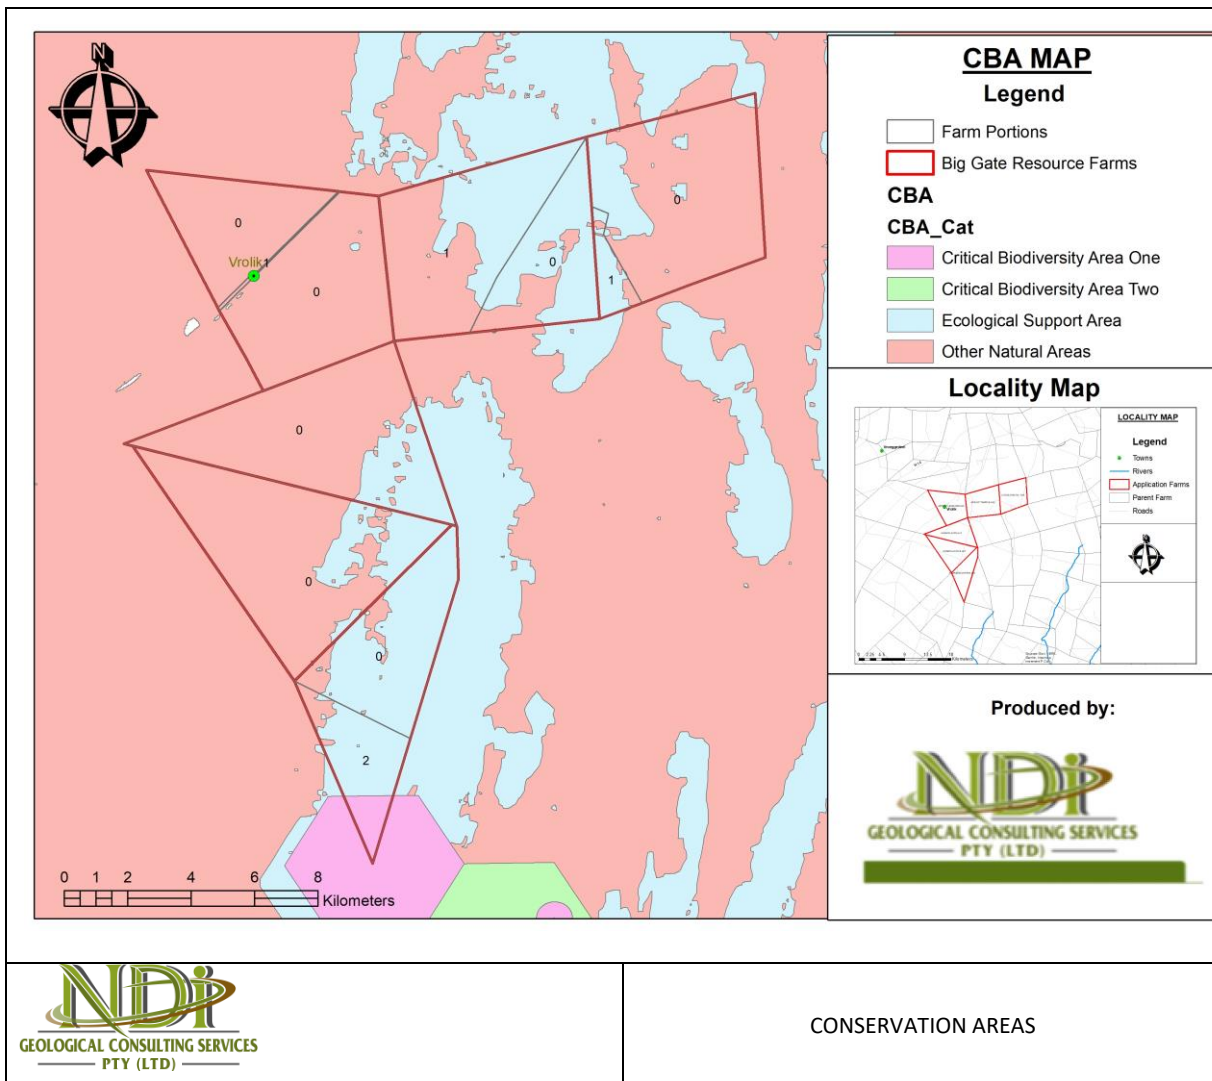 N
CBA MAP
Legend
Farm Portions
Big Gate Resource Farms
CBA
CBA_Cat
Critical Biodiversity Area One
Critical Biodiversity Area Two
Ecological Support Area
Other Natural Areas
0
Vrolik1
0
1
0
1
0
0
0
0
2
0 1 2 4 6 8
Kilometers
Locality Map
LOCALITY MAP
Legend
Towns
Rivers
Application Farms
Parent Farm
Roads
Kilometers
Produced by:
NDi
GEOLOGICAL CONSULTING SERVICES
PTY (LTD)
NDi
GEOLOGICAL CONSULTING SERVICES
PTY (LTD)
CONSERVATION AREAS